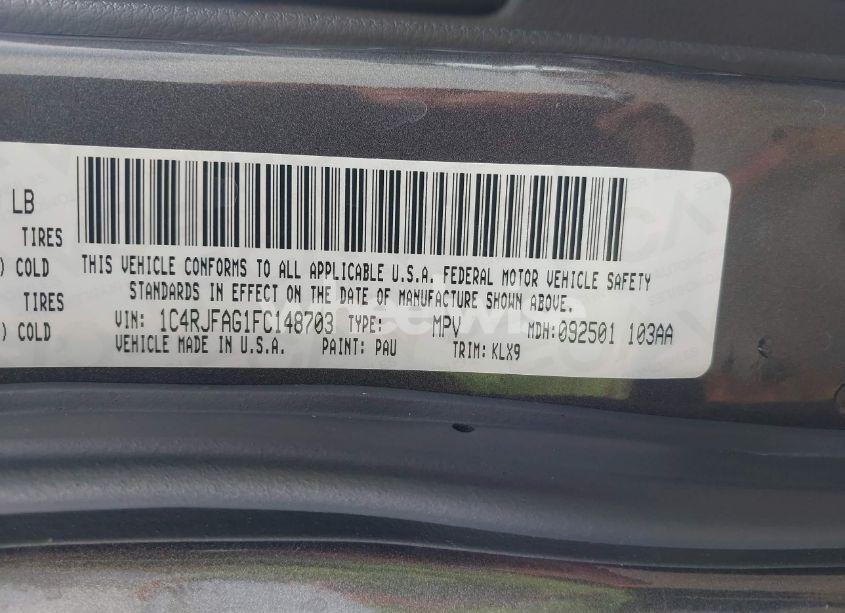 LB
TIRES
) COLD
TIRES
) COLD
THIS VEHICLE CONFORMS TO ALL APPLICABLE U.S.A. FEDERAL MOTOR VEHICLE SAFETY
STANDARDS IN EFFECT ON THE DATE OF MANUFACTURE SHOWN ABOVE.
VIN: 1C4RJFAG1FC148703 TYPE: MPV MDH:092501 103AA
VEHICLE MADE IN U.S.A. PAINT: PAU TRIM: KLX9